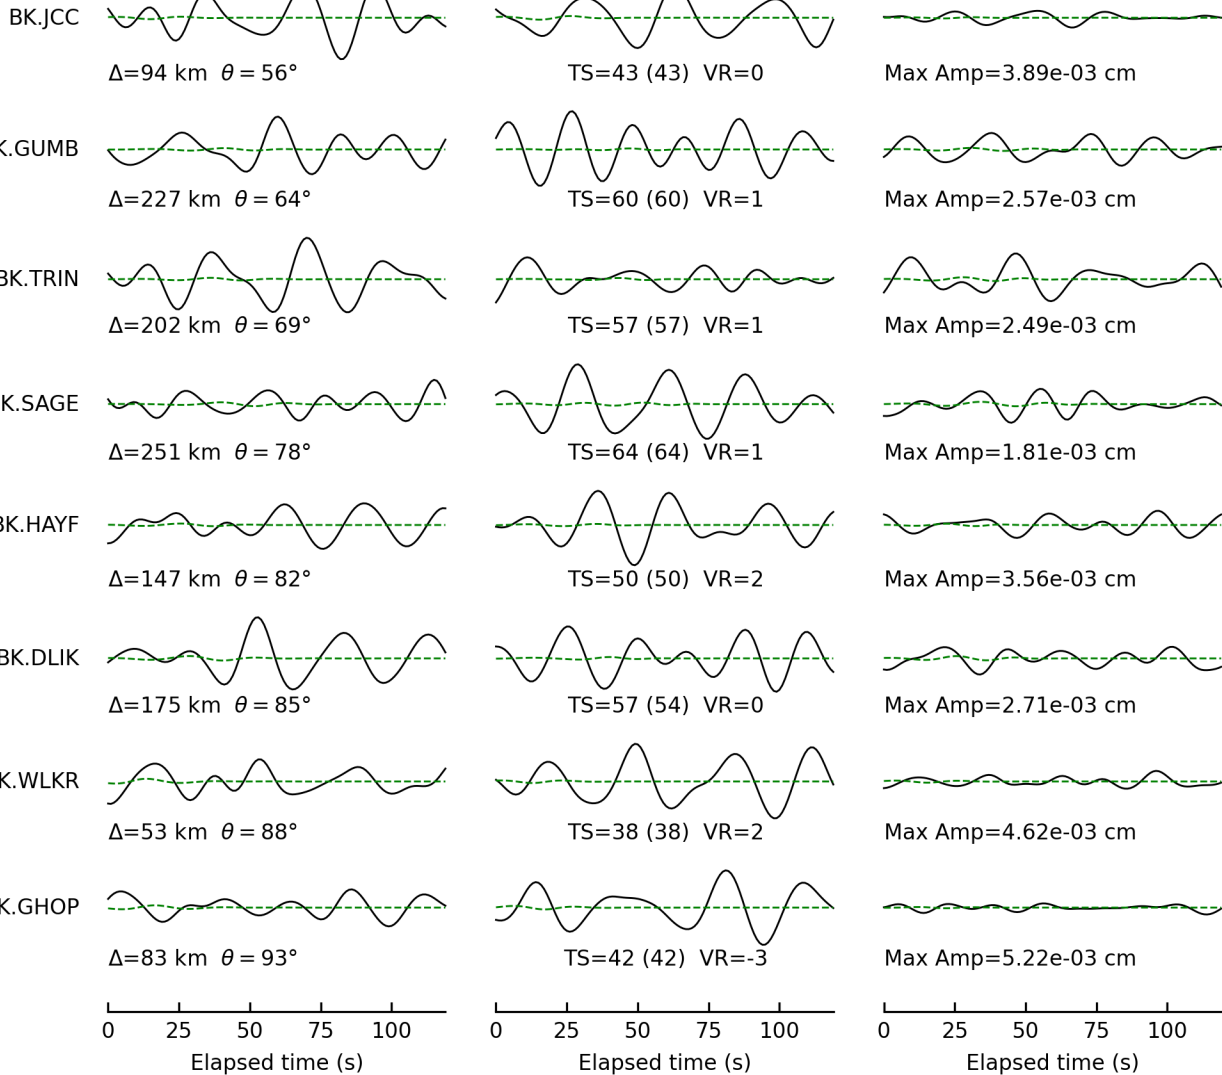 BK.JCC
Δ=94 km θ = 56° TS=43 (43) VR=0 Max Amp=3.89e-03 cm
K.GUMB
Δ=227 km θ = 64° TS=60 (60) VR=1 Max Amp=2.57e-03 cm
BK.TRIN
Δ=202 km θ = 69° TS=57 (57) VR=1 Max Amp=2.49e-03 cm
K.SAGE
Δ=251 km θ = 78° TS=64 (64) VR=1 Max Amp=1.81e-03 cm
BK.HAYF
Δ=147 km θ = 82° TS=50 (50) VR=2 Max Amp=3.56e-03 cm
BK.DLIK
Δ=175 km θ = 85° TS=57 (54) VR=0 Max Amp=2.71e-03 cm
K.WLKR
Δ=53 km θ = 88° TS=38 (38) VR=2 Max Amp=4.62e-03 cm
K.GHOP
Δ=83 km θ = 93° TS=42 (42) VR=-3 Max Amp=5.22e-03 cm
0 25 50 75 100 0 25 50 75 100 0 25 50 75 100
Elapsed time (s) Elapsed time (s) Elapsed time (s)